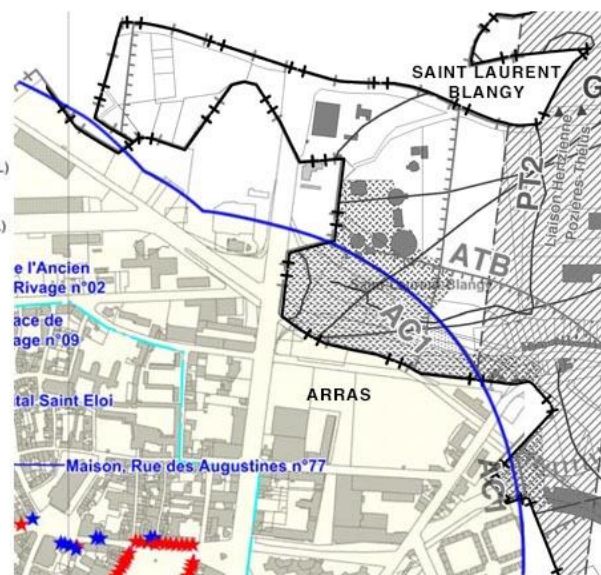 SAINT LAURENT
BLANGY
G
L)
PT2
Liaison Hertzienne
Pozières-Thélus
.)
ATB
e l'Ancien
Rivage n°02
Saint-Laurent-Blangy
ace de
age n°09
AC1
ARRAS
tal Saint Eloi
Maison, Rue des Augustines n°77
AC1